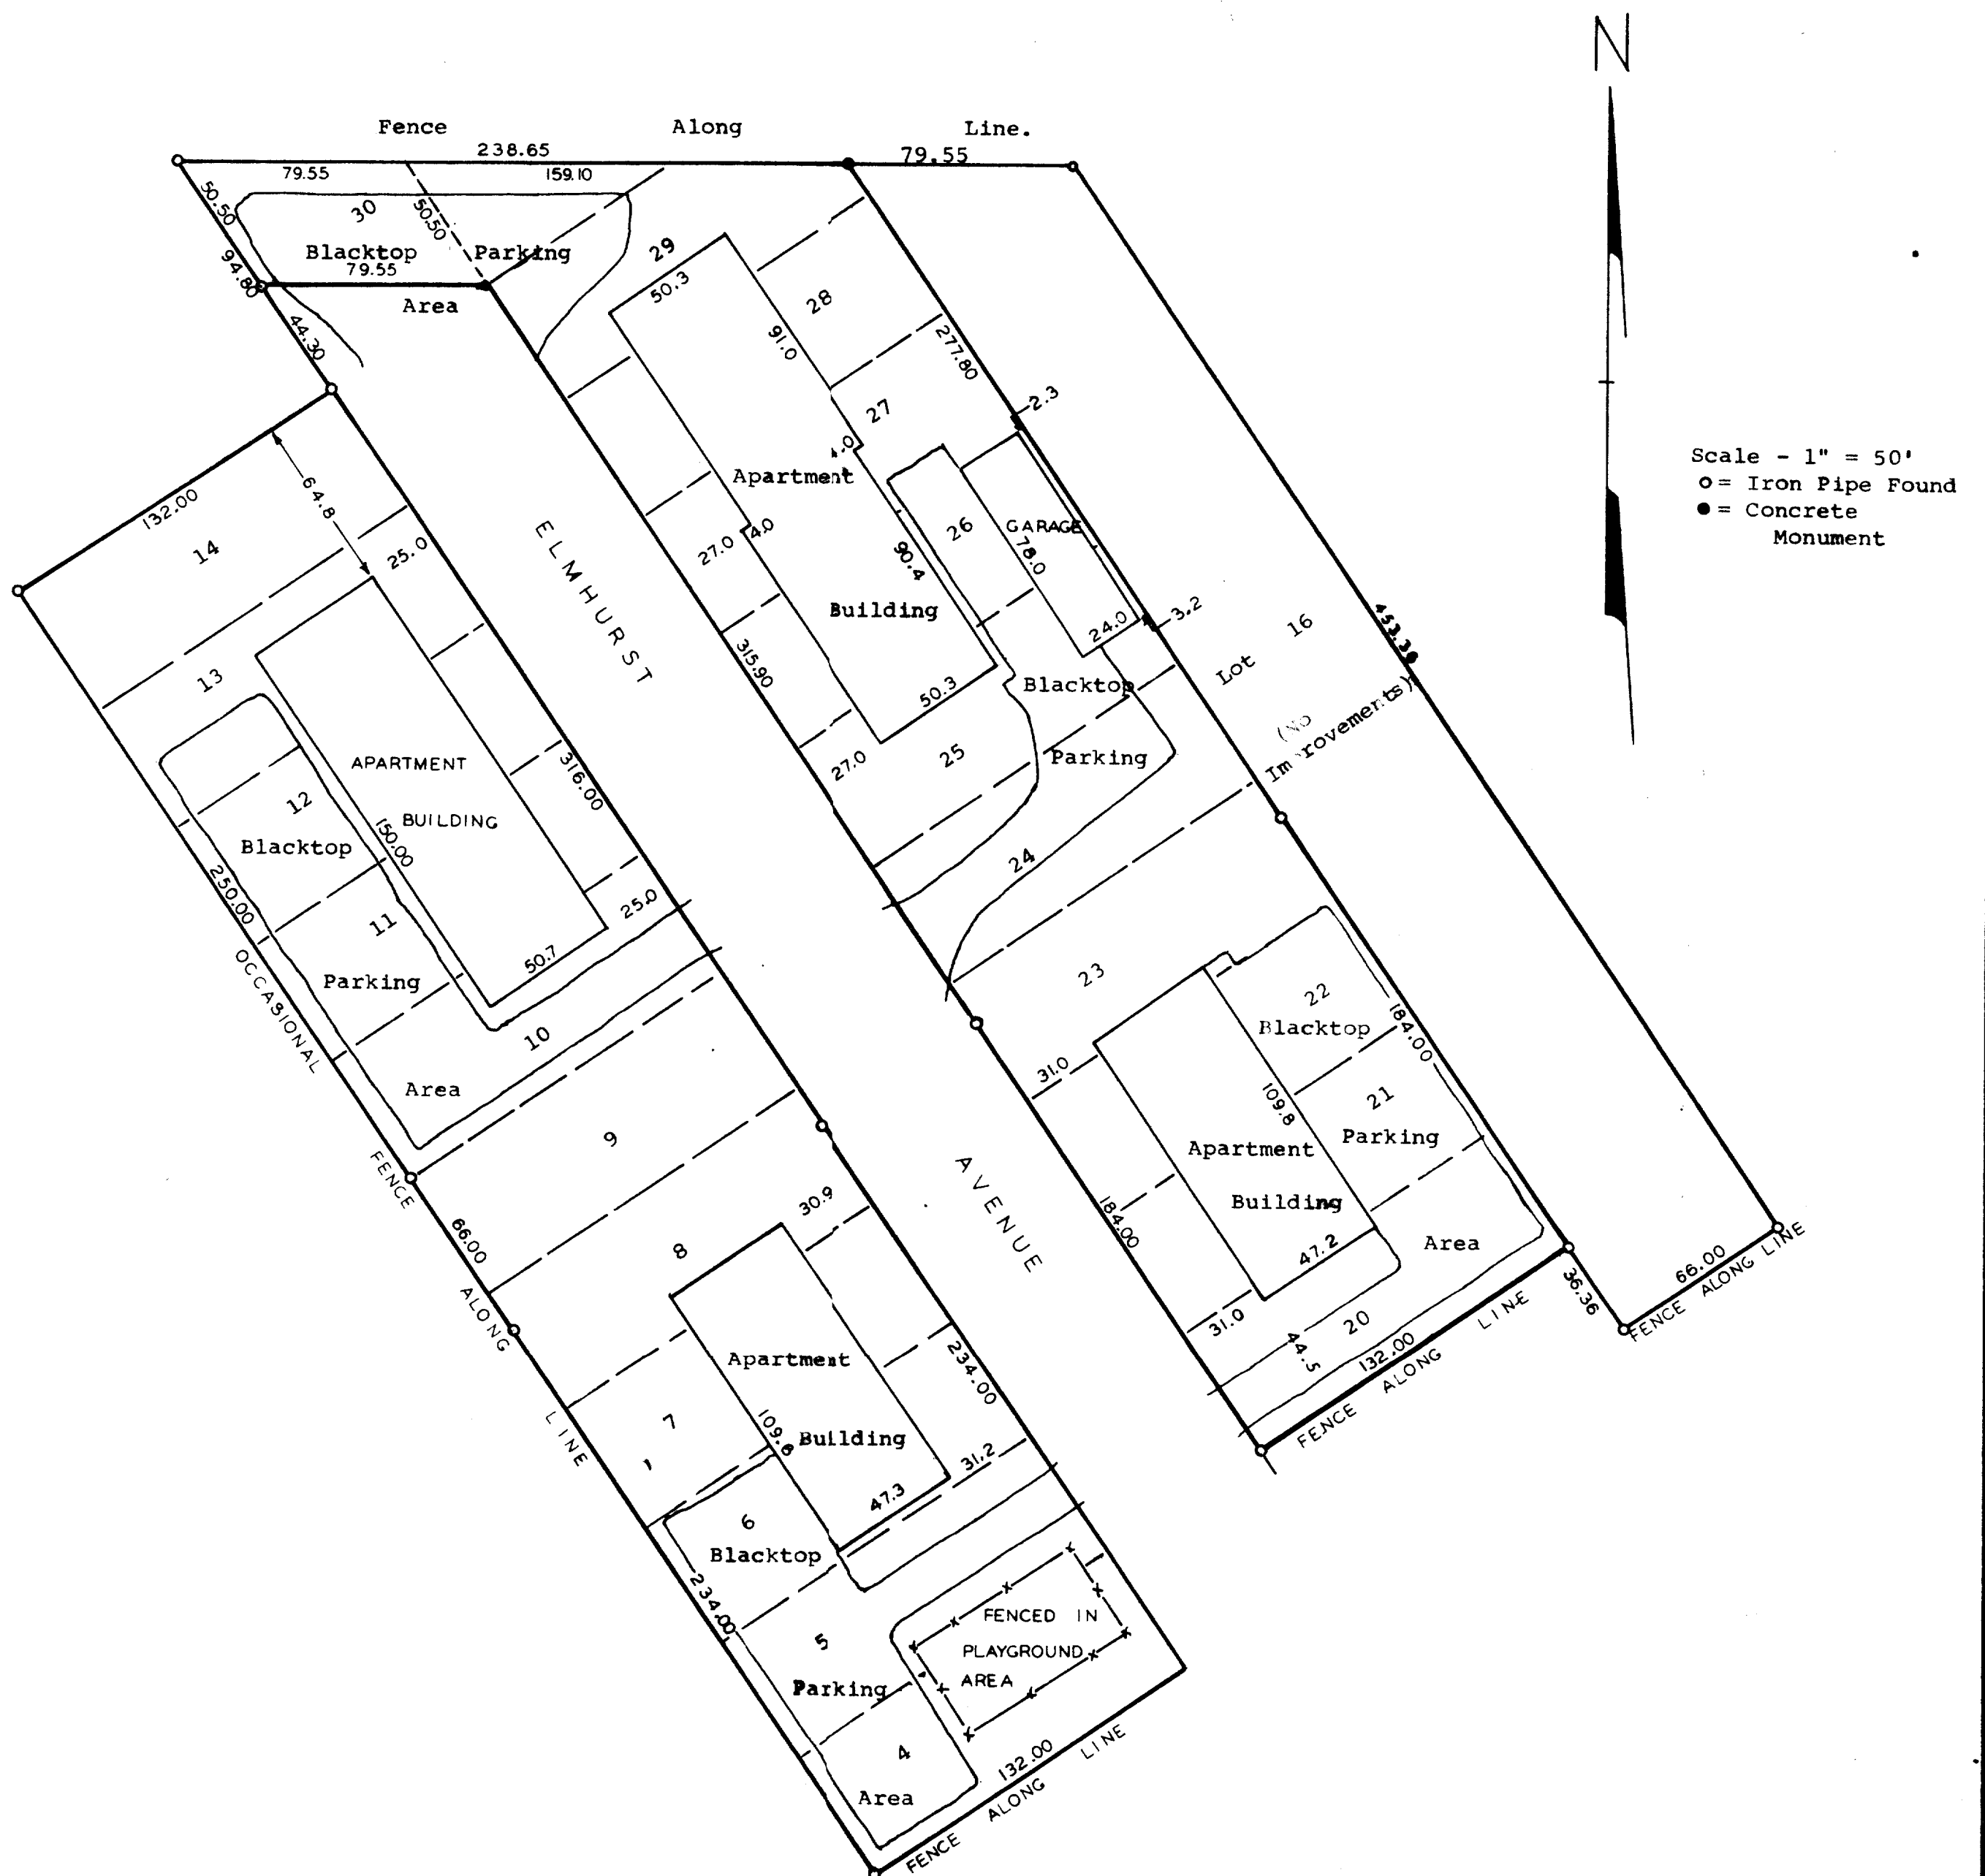 N
Fence Along Line.
238.65
79.55
79.55
159.10
50.50
30
50.50
Blacktop Parking
79.55
Area
94.80
44.30
29
50.3
91.0
28
277.80
27
2.3
4.0
Apartment
Building
27.0
4.0
90.4
26
GARAGE
78.0
24.0
3.2
50.3
315.90
27.0
25
Blacktop
Parking
24
Lot 16
(No
Scale - 1" = 50'
= Iron Pipe Found
= Concrete
Monument
132.00
14
64.8
25.0
13
APARTMENT
BUILDING
316.00
150.00
12
Blacktop
250.00
11
Parking
50.7
25.0
10
Area
OCCASIONAL
FENCE
ALONG
LINE
ELMHURST
AVENUE
9
66.00
8
30.9
Apartment
Building
234.00
109.8
7
31.2
47.3
6
Blacktop
234.00
5
Parking
4
Area
FENCED IN
PLAYGROUND
AREA
132.00
FENCE ALONG LINE
23
22
Blacktop
184.00
31.0
109.8
21
Parking
Apartment
Building
184.00
47.2
Area
31.0
20
44.5
132.00
FENCE ALONG LINE
36.36
66.00
FENCE ALONG LINE